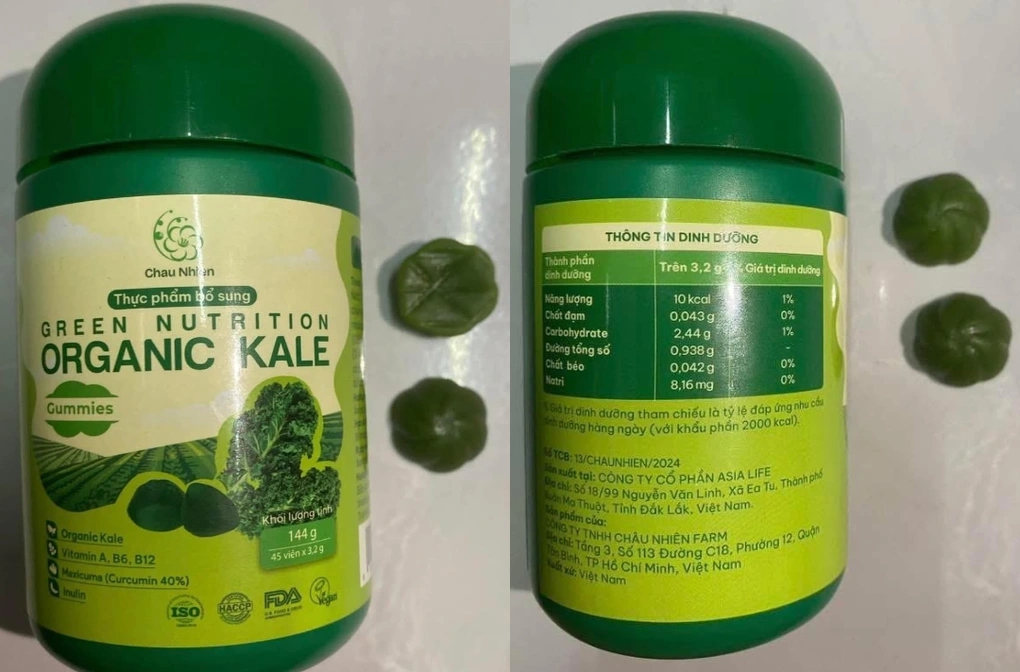 Chau Nhien
Thực phẩm bổ sung
GREEN NUTRITION
ORGANIC KALE
Gummies
Khối lượng tịnh
144 g
45 viên x 3,2 g
Organic Kale
Vitamin A, B6, B12
Maxicuma (Curcumin 40%)
Inulin
ISO
HACCP
FDA
Vegan
THÔNG TIN DINH DƯỠNG
Thành phần dinh dưỡng Trên 3,2 g % Giá trị dinh dưỡng
Năng lượng 10 kcal 1%
Chất đạm 0,043 g 0%
Carbohydrate 2,44 g 1%
Đường tổng số 0,938 g -
Chất béo 0,042 g 0%
Natri 8,16 mg 0%
Giá trị dinh dưỡng tham chiếu là tỷ lệ đáp ứng nhu cầu
dinh dưỡng hàng ngày (với khẩu phần 2000 kcal).
Số TCB: 13/CHAUNHIEN/2024
Sản xuất tại: CÔNG TY CỔ PHẦN ASIA LIFE
Địa chỉ: Số 18/99 Nguyễn Văn Linh, Xã Ea Tu, Thành phố
Buôn Ma Thuột, Tỉnh Đắk Lắk, Việt Nam.
Sản phẩm của:
CÔNG TY TNHH CHÂU NHIÊN FARM
Địa chỉ: Tầng 3, Số 113 Đường C18, Phường 12, Quận
Tân Bình, TP Hồ Chí Minh, Việt Nam
Xuất xứ: Việt Nam